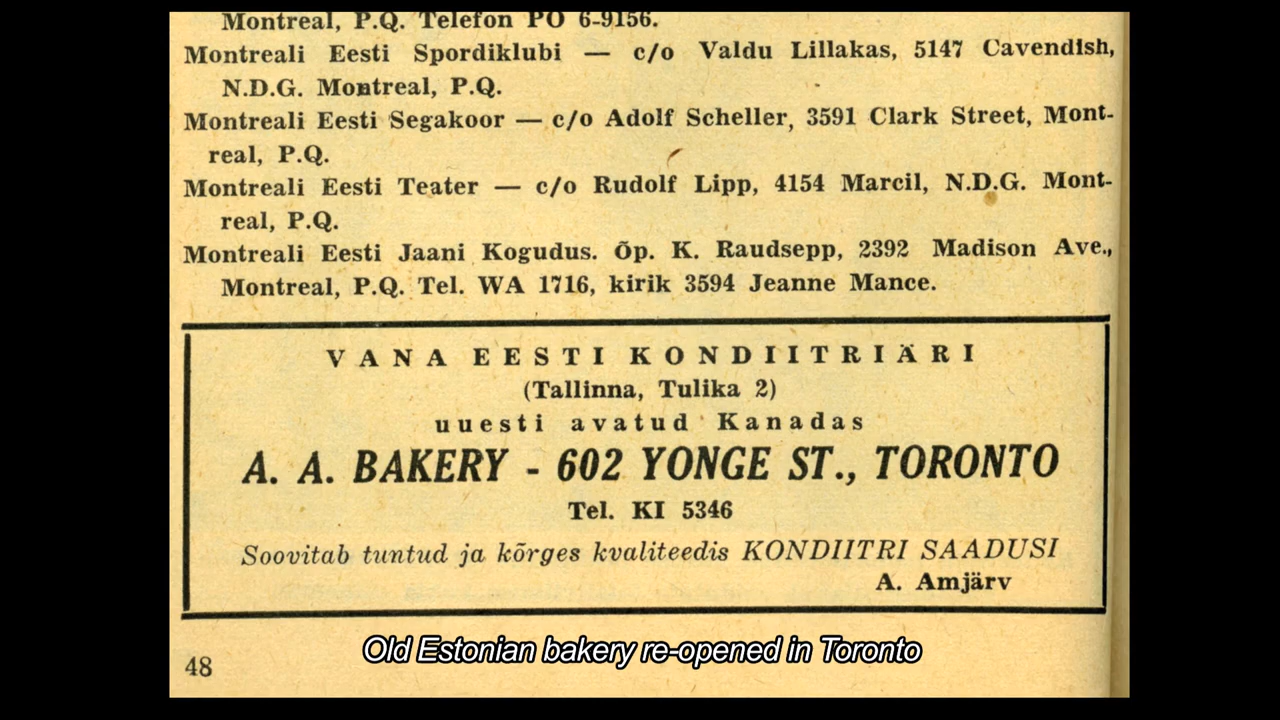 Montreal, P.Q. Telefon PO 6-9156.
Montreali Eesti Spordiklubi — c/o Valdu Lillakas, 5147 Cavendish,
N.D.G. Montreal, P.Q.
Montreali Eesti Segakoor — c/o Adolf Scheller, 3591 Clark Street, Mont-
real, P.Q.
Montreali Eesti Teater — c/o Rudolf Lipp, 4154 Marcil, N.D.G. Mont-
real, P.Q.
Montreali Eesti Jaani Kogudus. Õp. K. Raudsepp, 2392 Madison Ave.,
Montreal, P.Q. Tel. WA 1716, kirik 3594 Jeanne Mance.
VANA EESTI KONDIITRIÄRI
(Tallinna, Tulika 2)
uuesti avatud Kanadas
A. A. BAKERY - 602 YONGE ST., TORONTO
Tel. KI 5346
Soovitab tuntud ja kõrges kvaliteedis KONDIITRI SAADUSI
A. Amjärv
Old Estonian bakery re-opened in Toronto
48